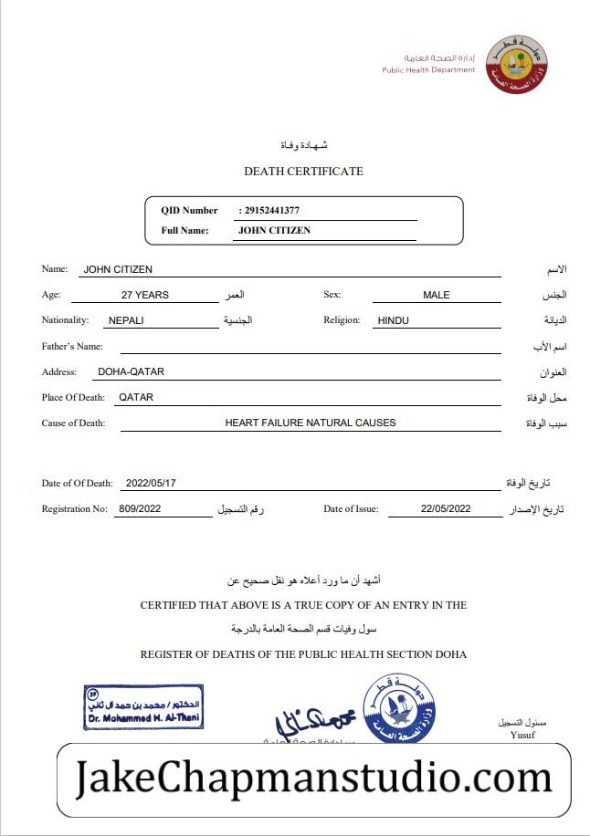 إدارة الصحة العامة
Public Health Department
دولة قطر
وزارة الصحة العامة
شهادة وفاة
DEATH CERTIFICATE
QID Number : 29152441377
Full Name: JOHN CITIZEN
Name: JOHN CITIZEN الاسم
Age: 27 YEARS العمر Sex: MALE الجنس
Nationality: NEPALI الجنسية Religion: HINDU الديانة
Father's Name: اسم الأب
Address: DOHA-QATAR العنوان
Place Of Death: QATAR محل الوفاة
Cause of Death: HEART FAILURE NATURAL CAUSES سبب الوفاة
Date of Of Death: 2022/05/17 تاريخ الوفاة
Registration No: 809/2022 رقم التسجيل Date of Issue: 22/05/2022 تاريخ الإصدار
أشهد أن ما ورد أعلاه هو نقل صحيح عن
CERTIFIED THAT ABOVE IS A TRUE COPY OF AN ENTRY IN THE
سول وفيات قسم الصحة العامة بالدرجة
REGISTER OF DEATHS OF THE PUBLIC HEALTH SECTION DOHA
39
الدكتور / محمد بن حمد آل ثاني
Dr. Mohammed H. Al-Thani
دولة قطر
وزارة الصحة العامة
مسئول التسجيل
Yusuf
JakeChapmanstudio.com